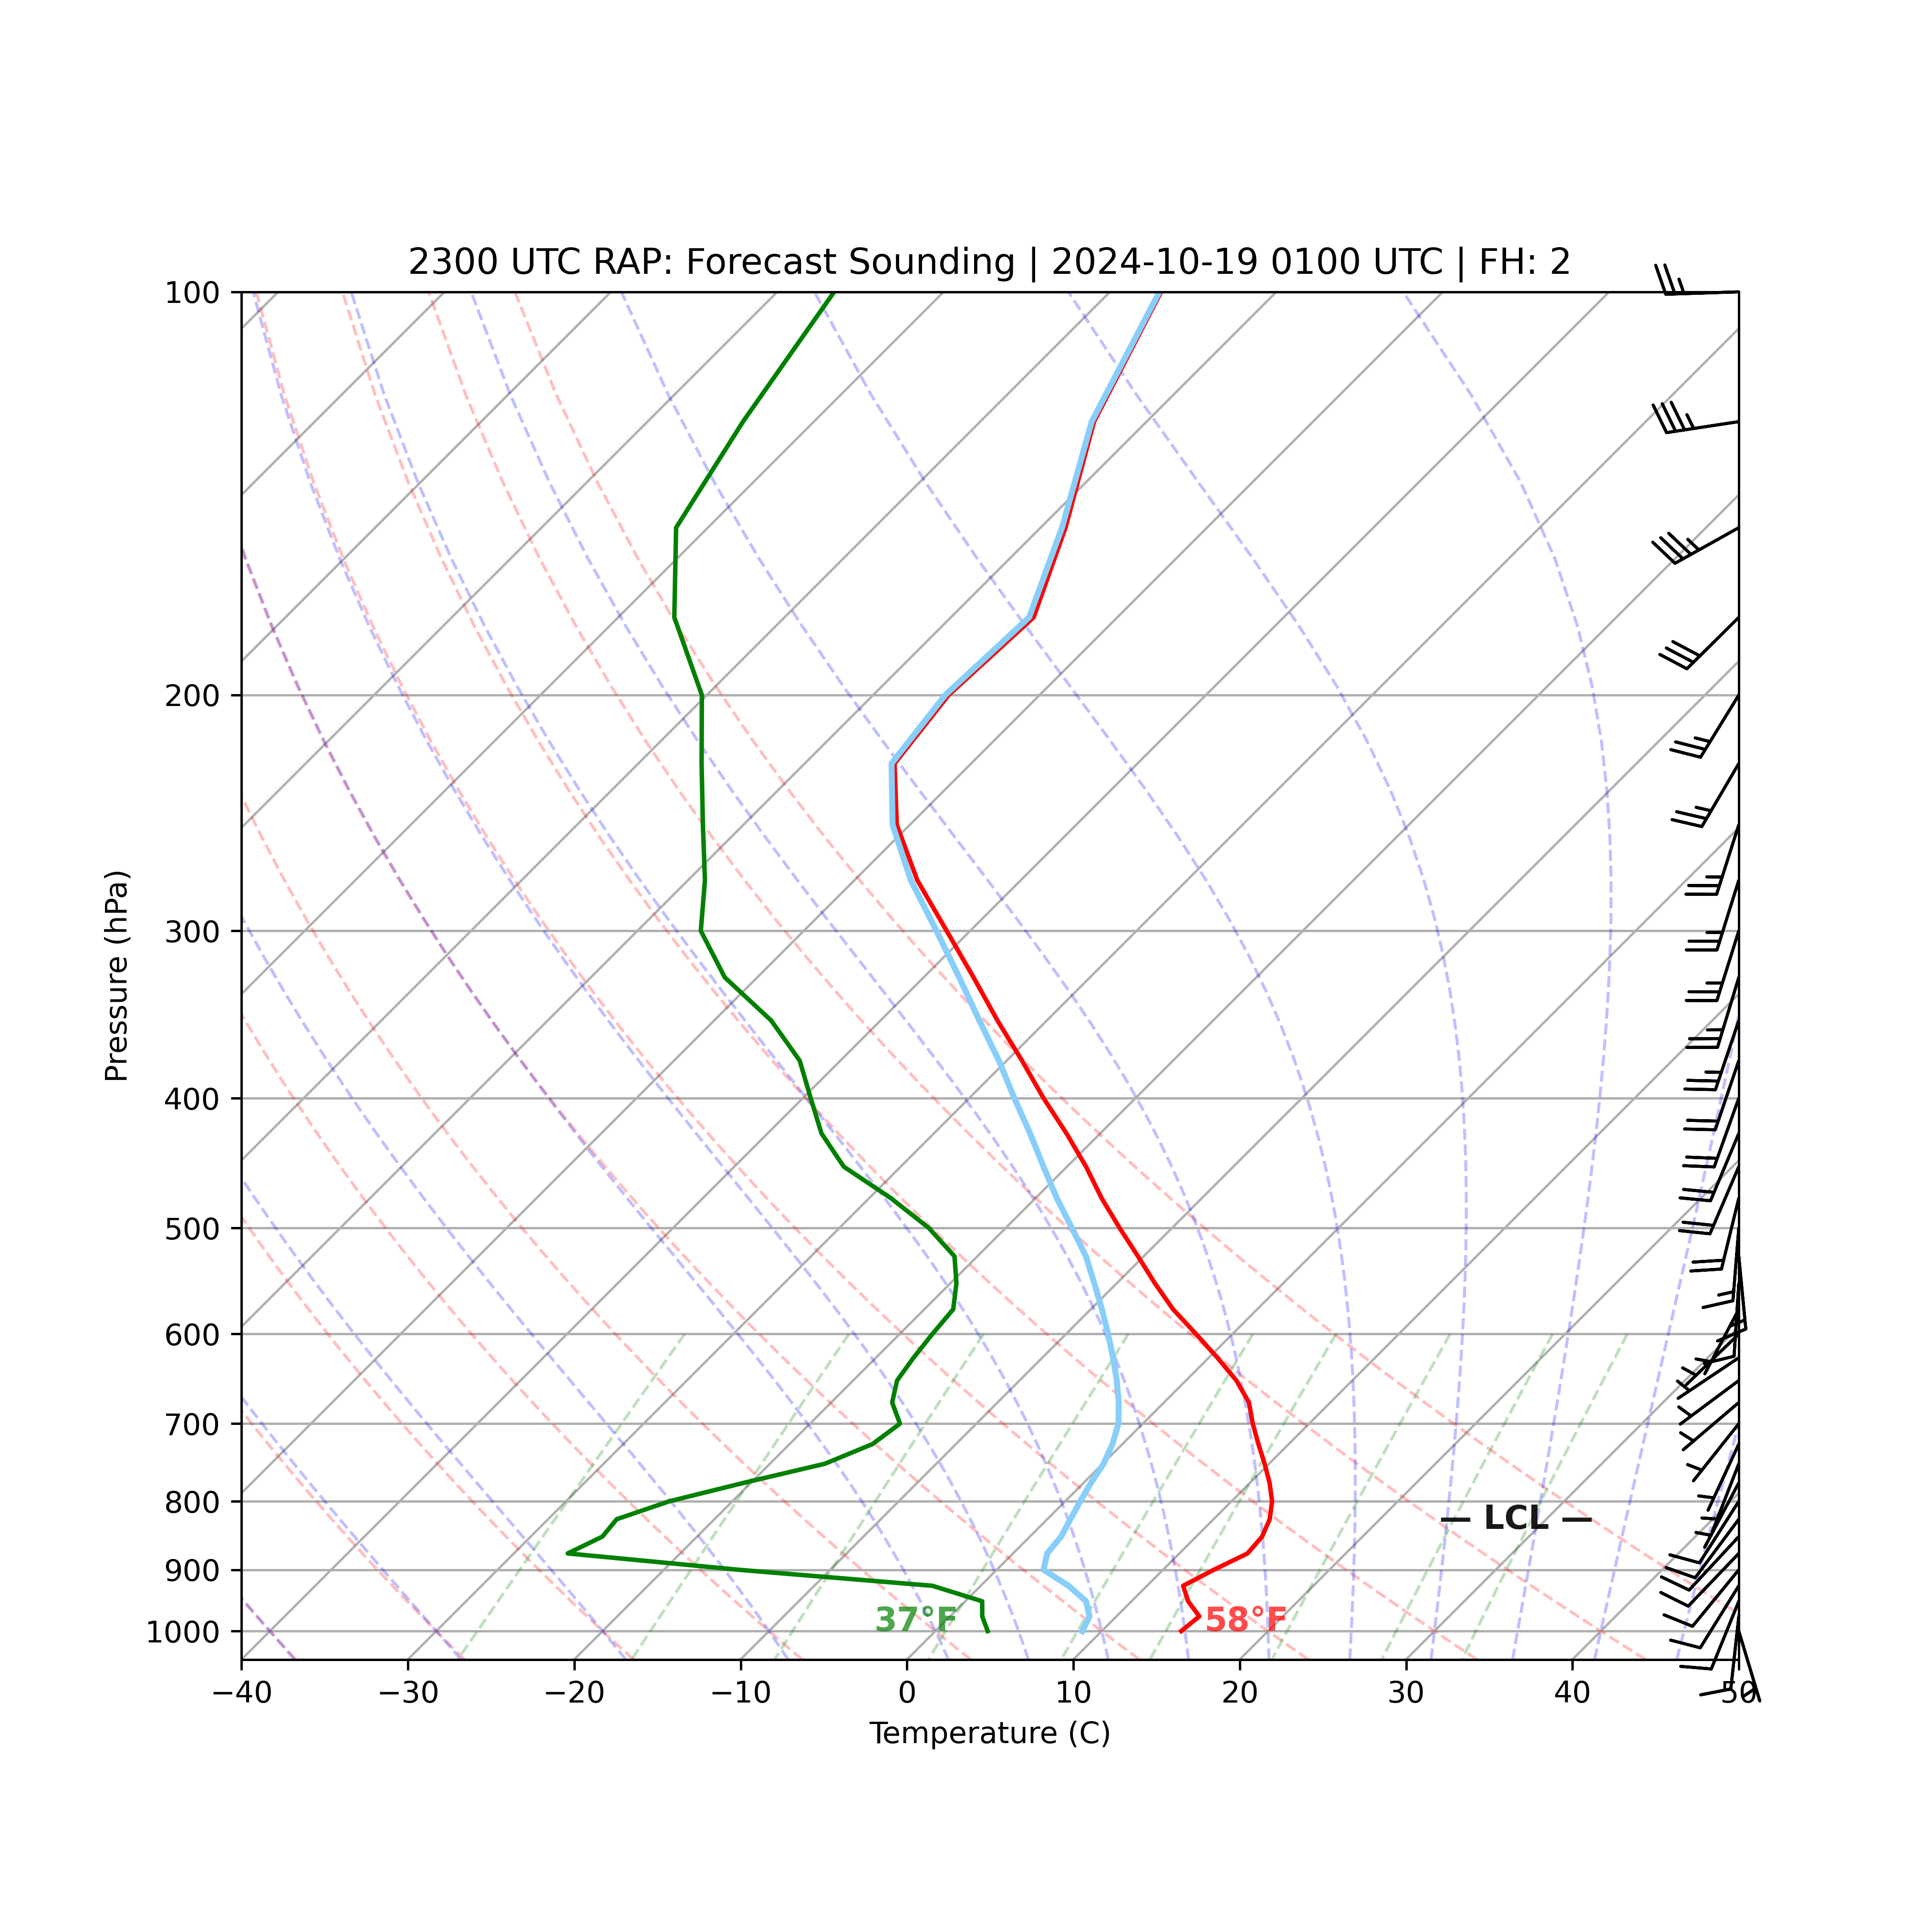 2300 UTC RAP: Forecast Sounding | 2024-10-19 0100 UTC | FH: 2
100
200
300
Pressure (hPa)
400
500
600
700
800
— LCL —
900
37°F 58°F
1000
−40 −30 −20 −10 0 10 20 30 40 50
Temperature (C)